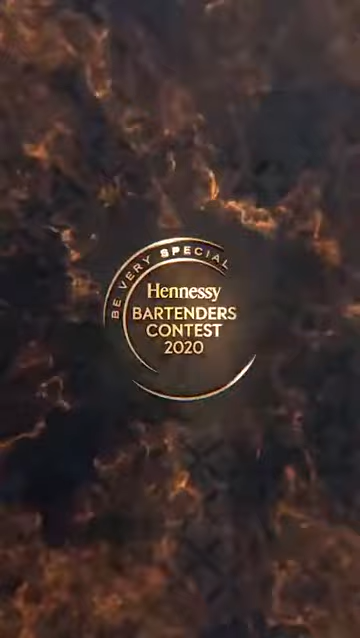 BE VERY SPECIAL
Hennessy
BARTENDERS
CONTEST
2020